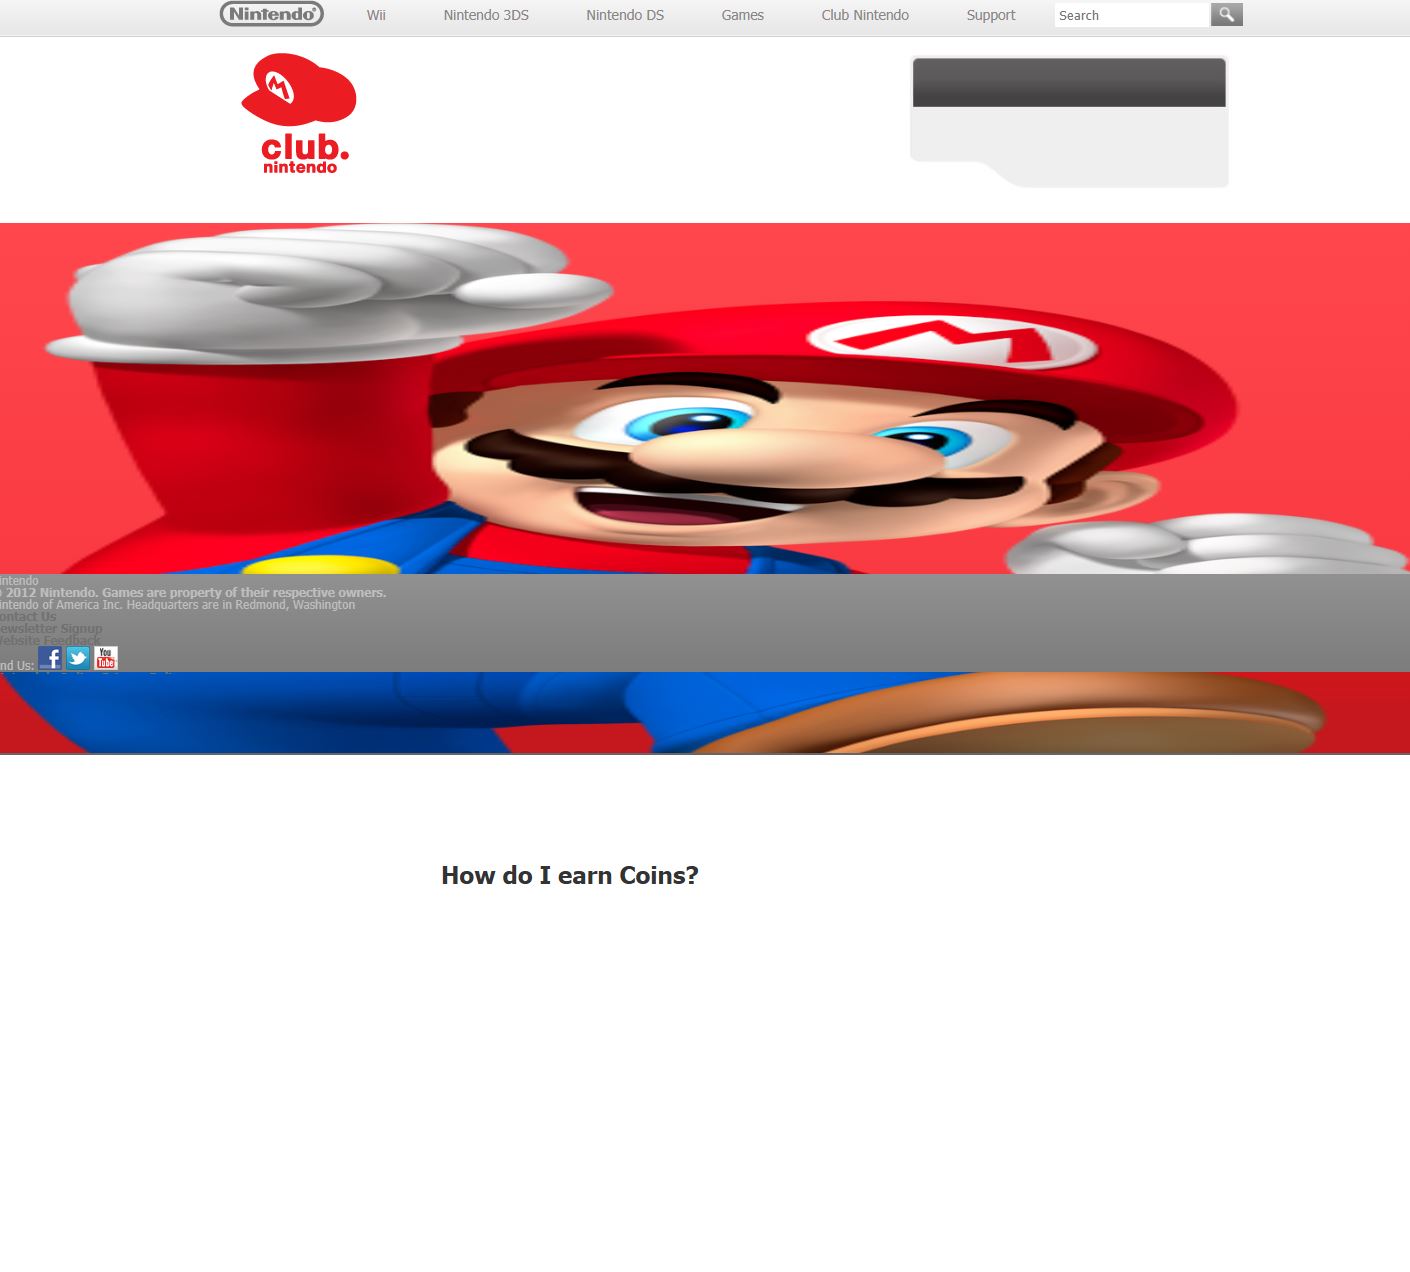 Nintendo®
Wii
Nintendo 3DS
Nintendo DS
Games
Club Nintendo
Support
Search
M
club.
nintendo
M
intendo
2012 Nintendo. Games are property of their respective owners.
intendo of America Inc. Headquarters are in Redmond, Washington
ontact Us
ewsletter Signup
ebsite Feedback
nd Us: f You Tube
How do I earn Coins?